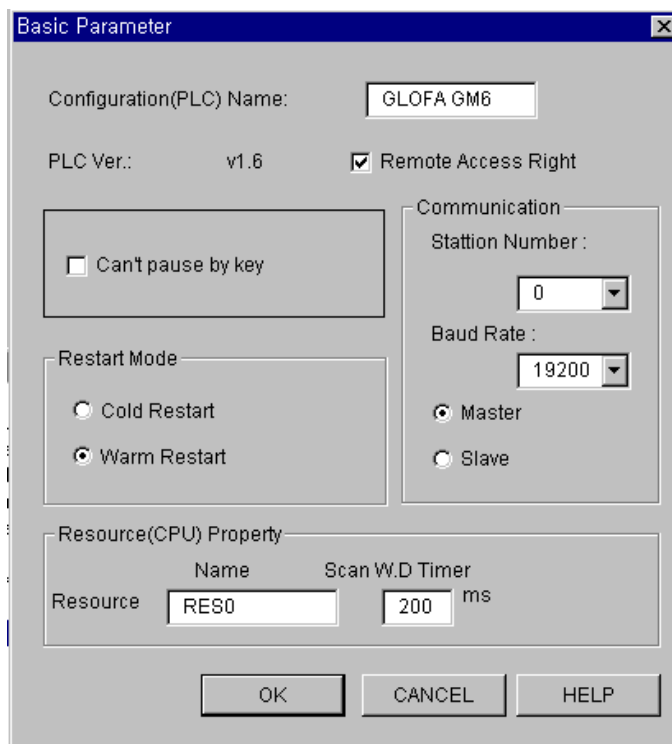 Basic Parameter
Configuration(PLC) Name: GLOFA GM6
PLC Ver.: v1.6 Remote Access Right
Can't pause by key
Communication
Stattion Number :
0
Baud Rate :
19200
Master
Slave
Restart Mode
Cold Restart
Warm Restart
Resource(CPU) Property
Name Scan W.D Timer
Resource RES0 200 ms
OK CANCEL HELP